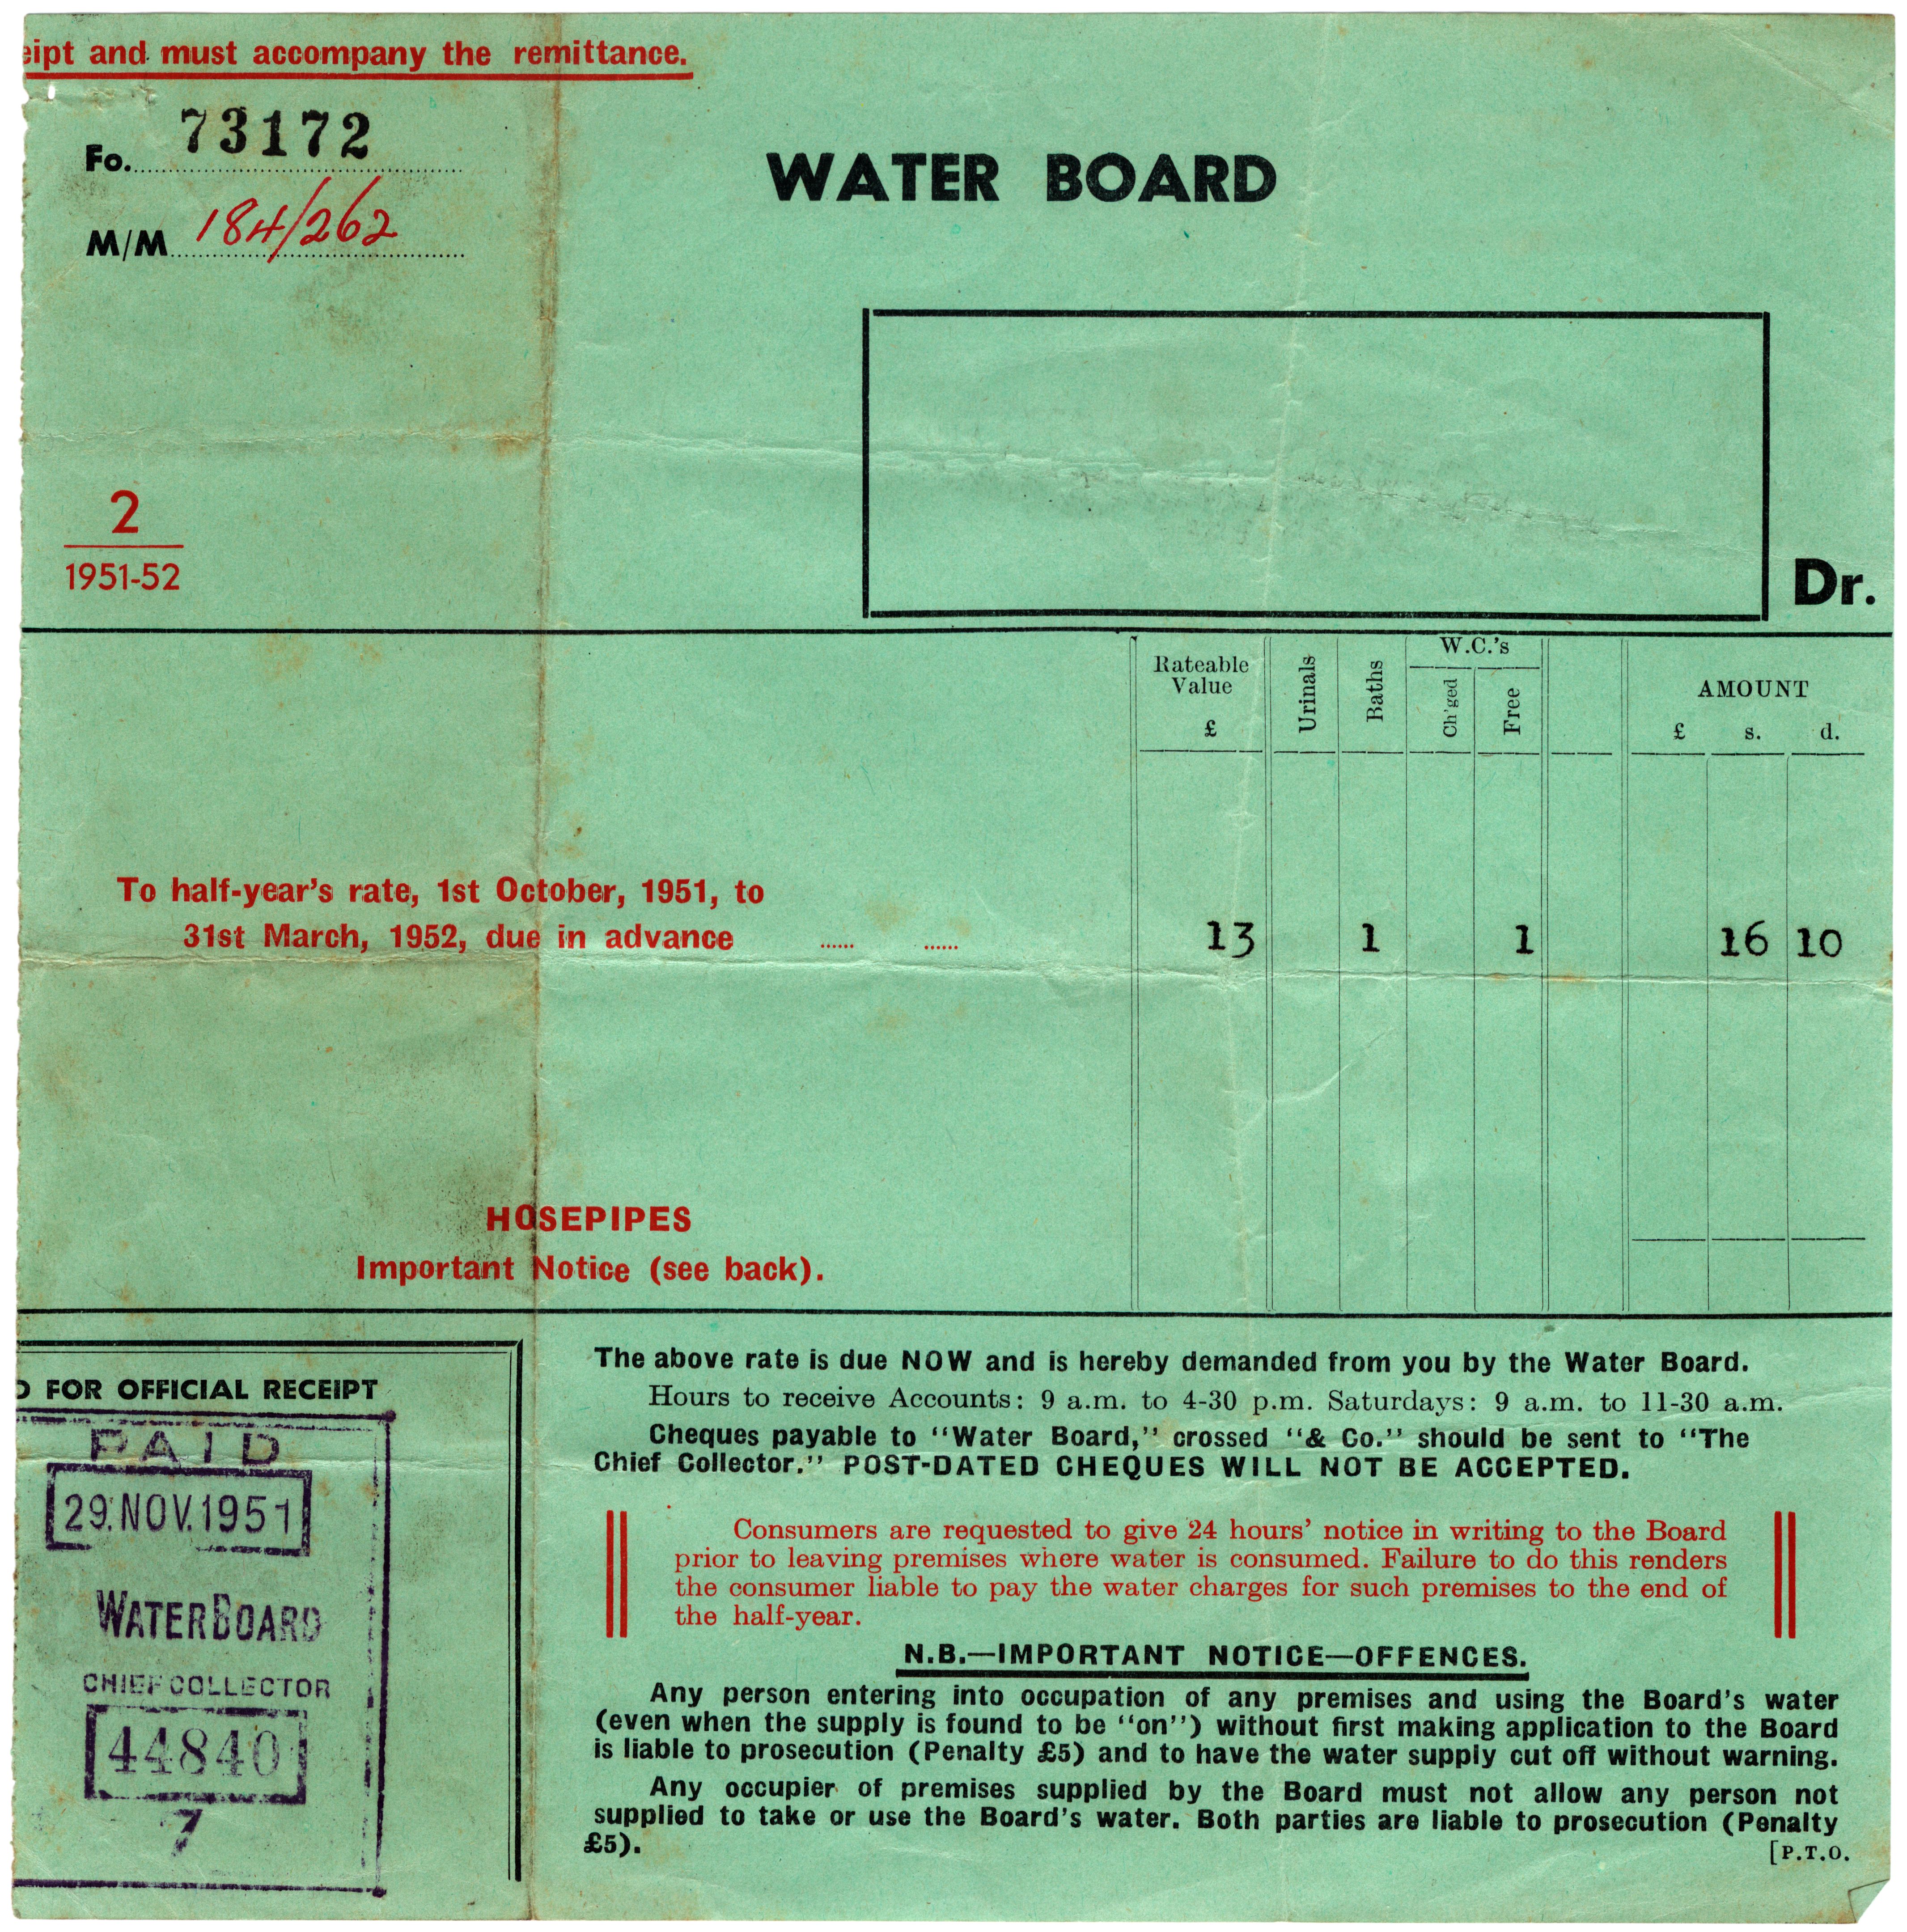 and must accompany the remittance.
Fo. 73172
M/M 184/262
WATER BOARD
2
1951-52
Dr.
Rateable
Value
£
Urinals
Baths
W.C.'s
Ch'ged
Free
AMOUNT
£ s. d.
To half-year's rate, 1st October, 1951, to
31st March, 1952, due in advance ...... ...... 13 1 1 16 10
HOSEPIPES
Important Notice (see back).
FOR OFFICIAL RECEIPT
PAID
29.NOV.1951
WATER BOARD
CHIEF COLLECTOR
44840
7
The above rate is due NOW and is hereby demanded from you by the Water Board.
Hours to receive Accounts: 9 a.m. to 4-30 p.m. Saturdays: 9 a.m. to 11-30 a.m.
Cheques payable to "Water Board," crossed "& Co." should be sent to "The
Chief Collector." POST-DATED CHEQUES WILL NOT BE ACCEPTED.
Consumers are requested to give 24 hours' notice in writing to the Board
prior to leaving premises where water is consumed. Failure to do this renders
the consumer liable to pay the water charges for such premises to the end of
the half-year.
N.B.—IMPORTANT NOTICE—OFFENCES.
Any person entering into occupation of any premises and using the Board's water
(even when the supply is found to be "on") without first making application to the Board
is liable to prosecution (Penalty £5) and to have the water supply cut off without warning.
Any occupier of premises supplied by the Board must not allow any person not
supplied to take or use the Board's water. Both parties are liable to prosecution (Penalty
£5).
[P.T.O.